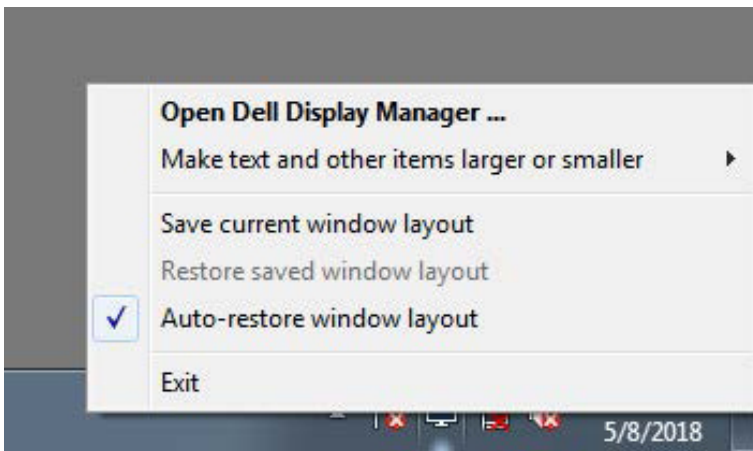 Open Dell Display Manager ...
Make text and other items larger or smaller
Save current window layout
Restore saved window layout
Auto-restore window layout
Exit
5/8/2018